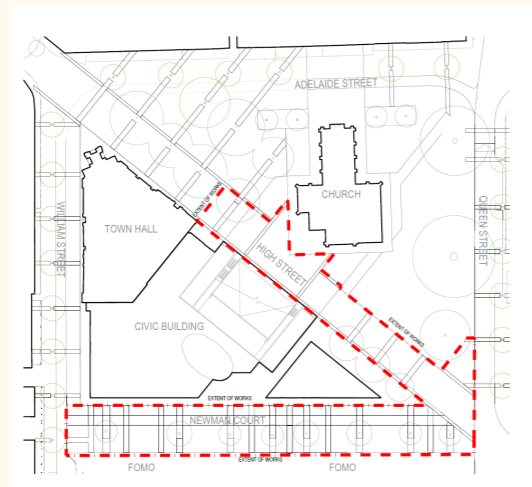 ADELAIDE STREET
EXTENT OF WORKS
CHURCH
WILLIAM STREET
TOWN HALL
QUEEN STREET
HIGH STREET
CIVIC BUILDING
EXTENT OF WORKS
EXTENT OF WORKS
NEWMAN COURT
EXTENT OF WORKS
FOMO
FOMO